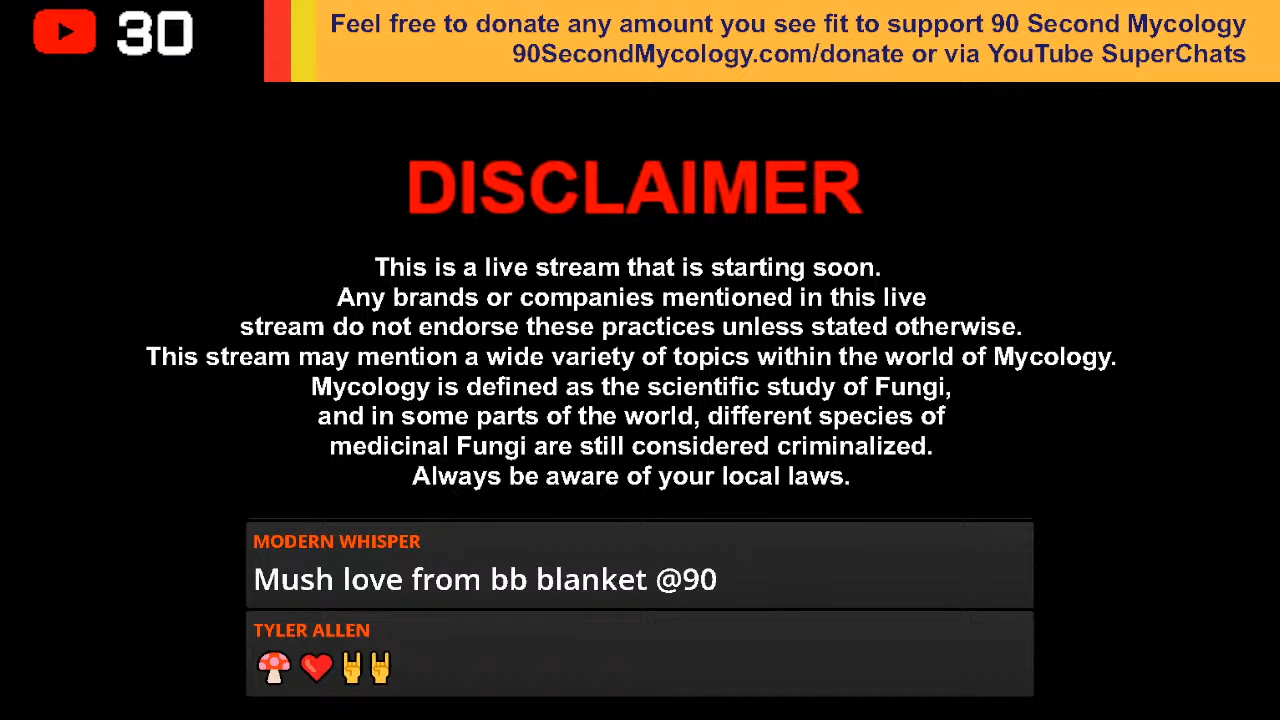 30
Feel free to donate any amount you see fit to support 90 Second Mycology
90SecondMycology.com/donate or via YouTube SuperChats
DISCLAIMER
This is a live stream that is starting soon.
Any brands or companies mentioned in this live
stream do not endorse these practices unless stated otherwise.
This stream may mention a wide variety of topics within the world of Mycology.
Mycology is defined as the scientific study of Fungi,
and in some parts of the world, different species of
medicinal Fungi are still considered criminalized.
Always be aware of your local laws.
MODERN WHISPER
Mush love from bb blanket @90
TYLER ALLEN
🍄❤️🤘🤘